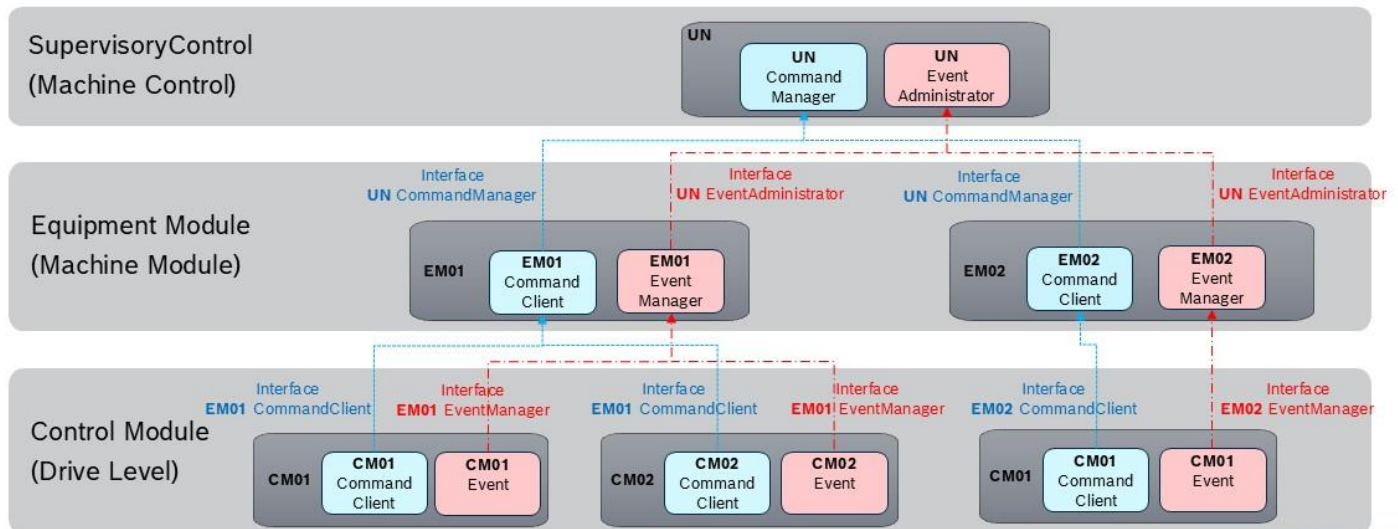 SupervisoryControl
(Machine Control)
UN
UN
Command
Manager
UN
Event
Administrator
Equipment Module
(Machine Module)
Interface
UN CommandManager
Interface
UN EventAdministrator
Interface
UN CommandManager
Interface
UN EventAdministrator
EM01
EM01
Command
Client
EM01
Event
Manager
EM02
EM02
Command
Client
EM02
Event
Manager
Control Module
(Drive Level)
Interface
EM01 CommandClient
Interface
EM01 EventManager
Interface
EM01 CommandClient
Interface
EM01 EventManager
Interface
EM02 CommandClient
Interface
EM02 EventManager
CM01
CM01
Command
Client
CM01
Event
CM02
CM02
Command
Client
CM02
Event
CM01
CM01
Command
Client
CM01
Event